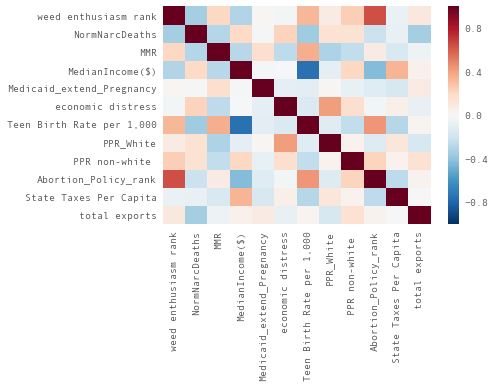 weed enthusiasm rank
NormNarcDeaths
MMR
MedianIncome($)
Medicaid_extend_Pregnancy
economic distress
Teen Birth Rate per 1,000
PPR_White
PPR non-white
Abortion_Policy_rank
State Taxes Per Capita
total exports
0.8
0.4
0.0
−0.4
−0.8
weed enthusiasm rank
NormNarcDeaths
MMR
MedianIncome($)
Medicaid_extend_Pregnancy
economic distress
Teen Birth Rate per 1,000
PPR_White
PPR non-white
Abortion_Policy_rank
State Taxes Per Capita
total exports